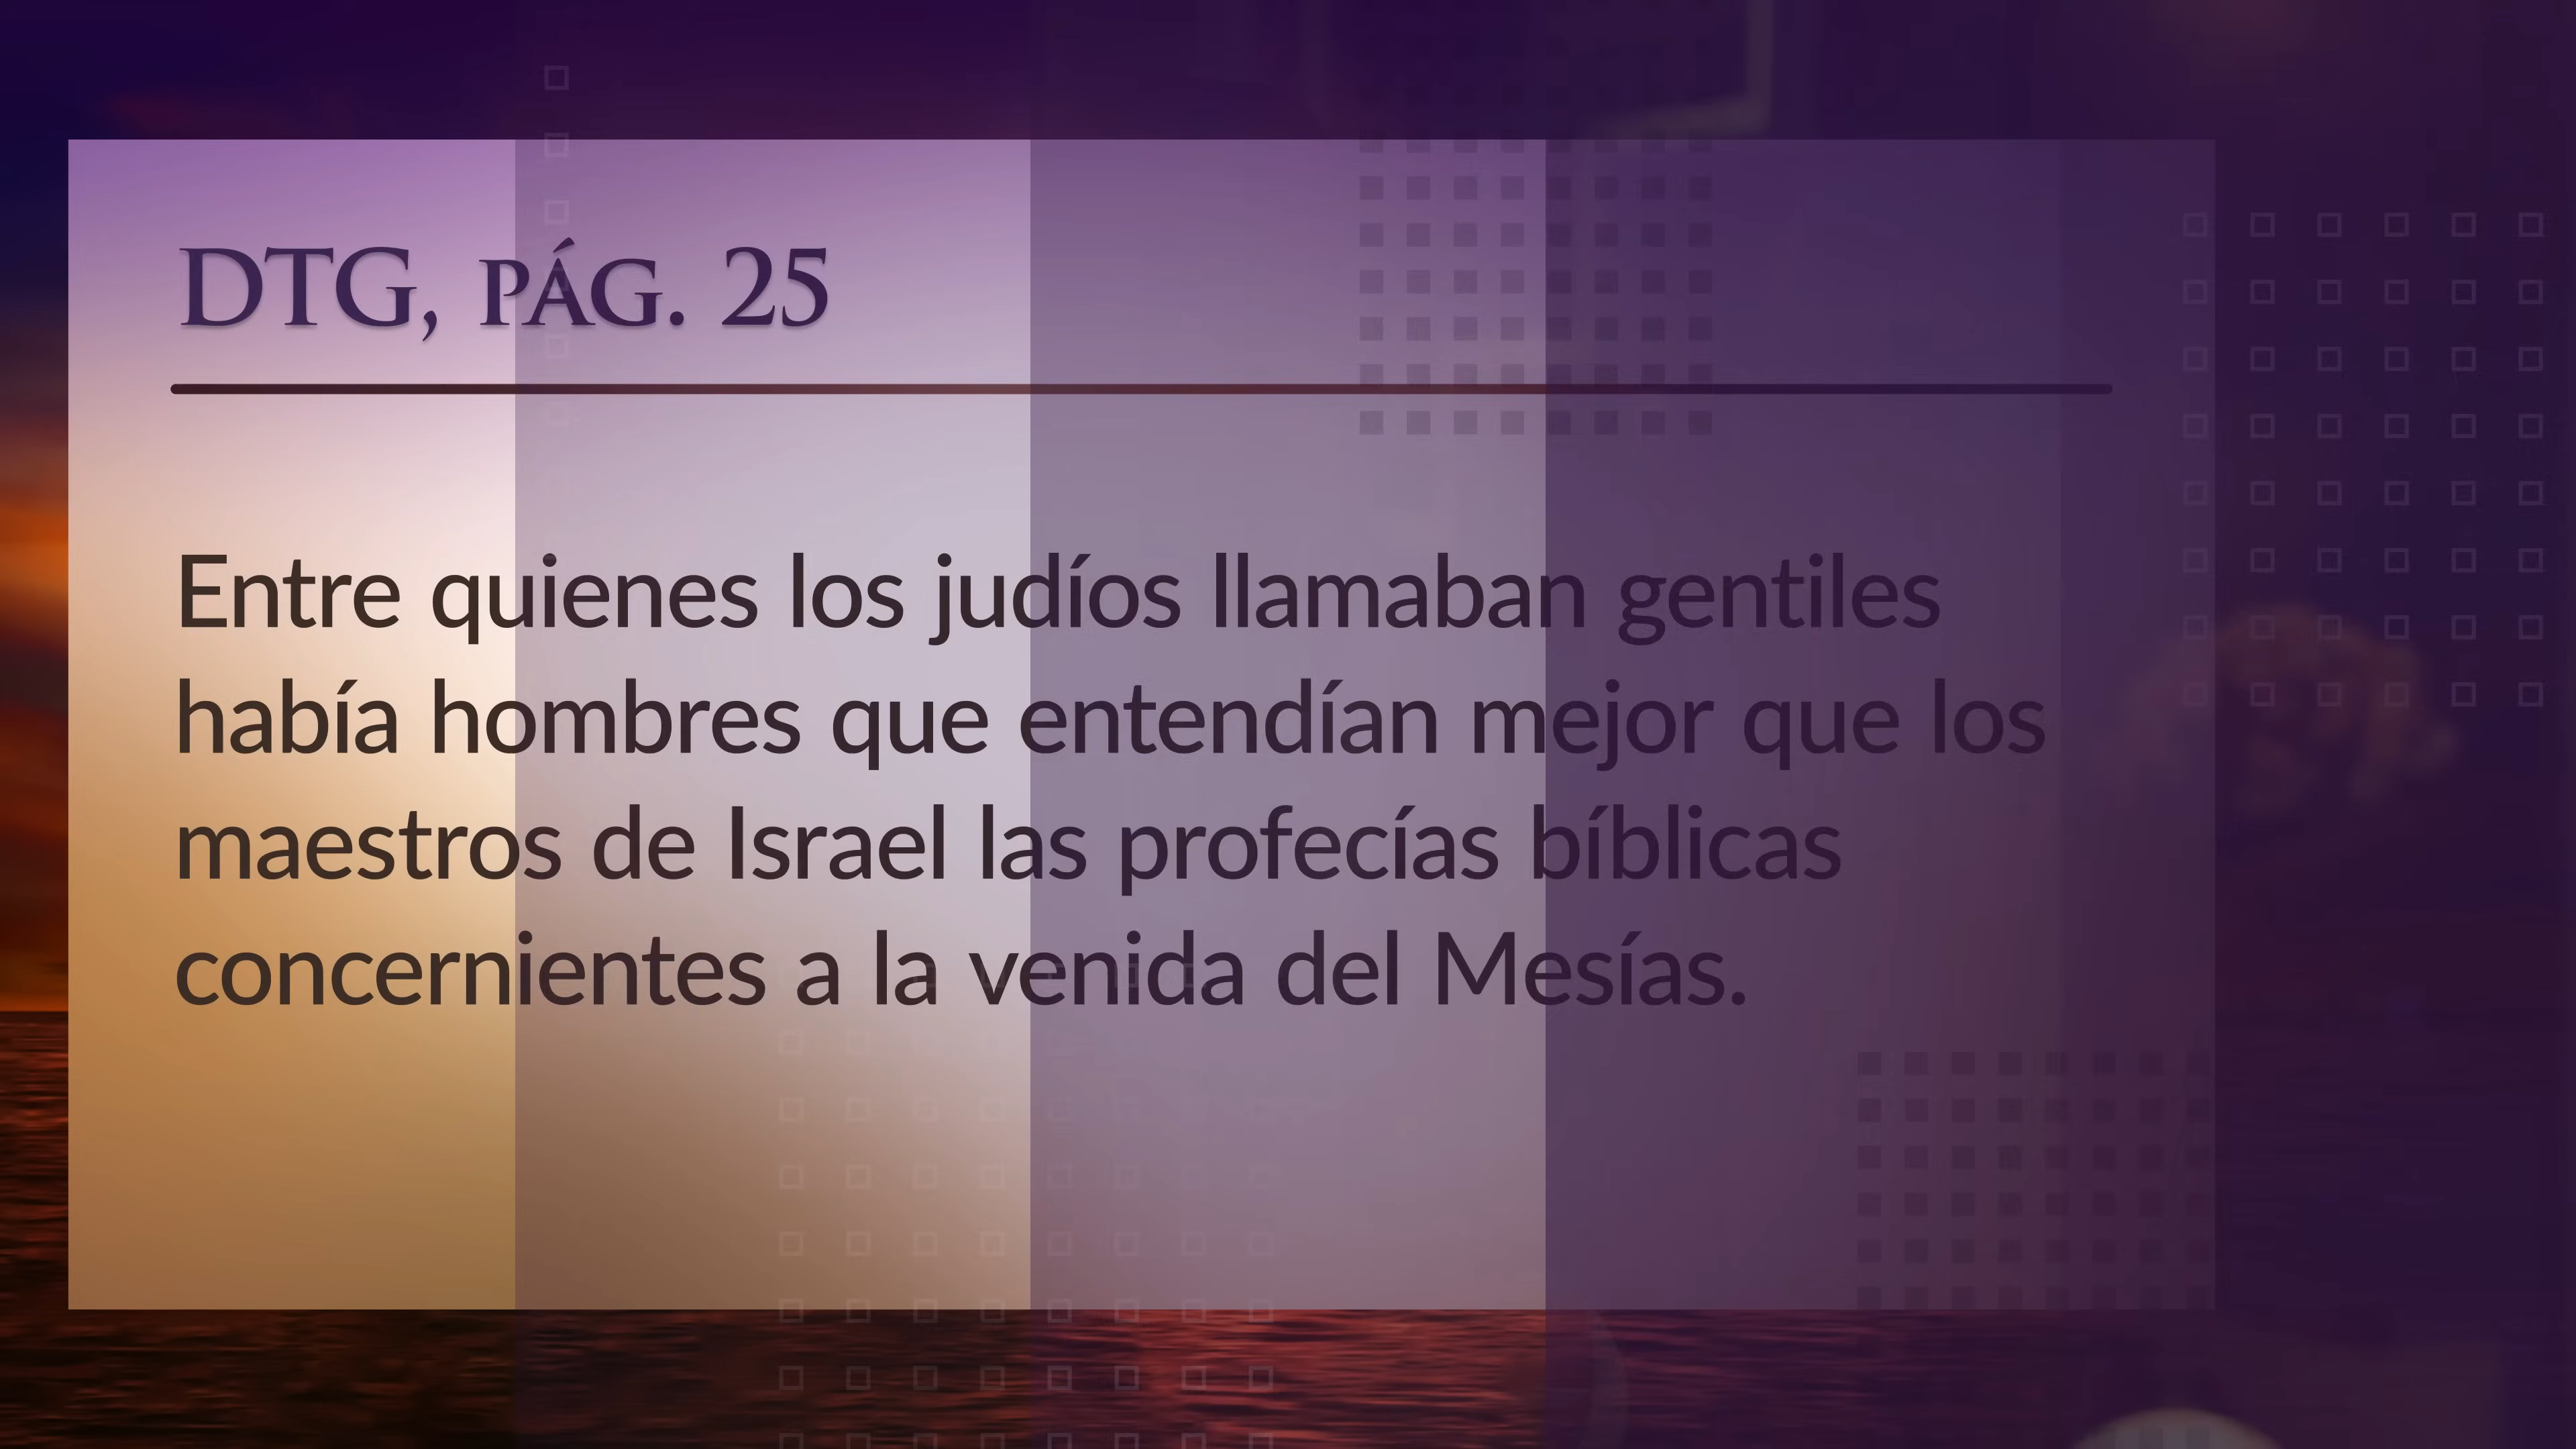 DTG, PÁG. 25
Entre quienes los judíos llamaban gentiles
había hombres que entendían mejor que los
maestros de Israel las profecías bíblicas
concernientes a la venida del Mesías.